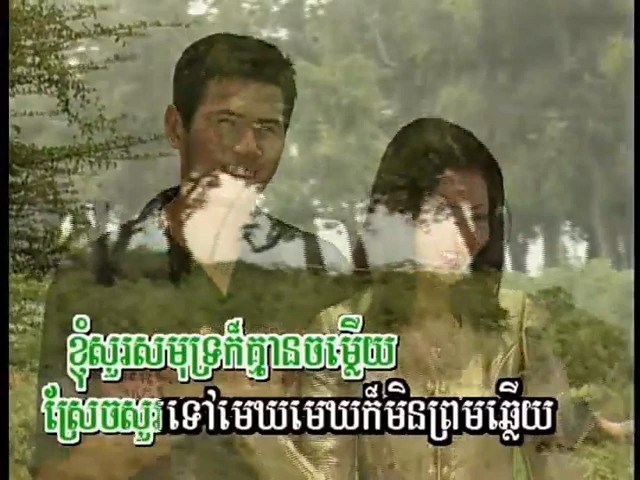 ខ្ញុំសួរសមុទ្រក៏គ្មានចម្លើយ
ស្រែចសួរ ទៅមេឃមេឃក៏មិនព្រមឆ្លើយ